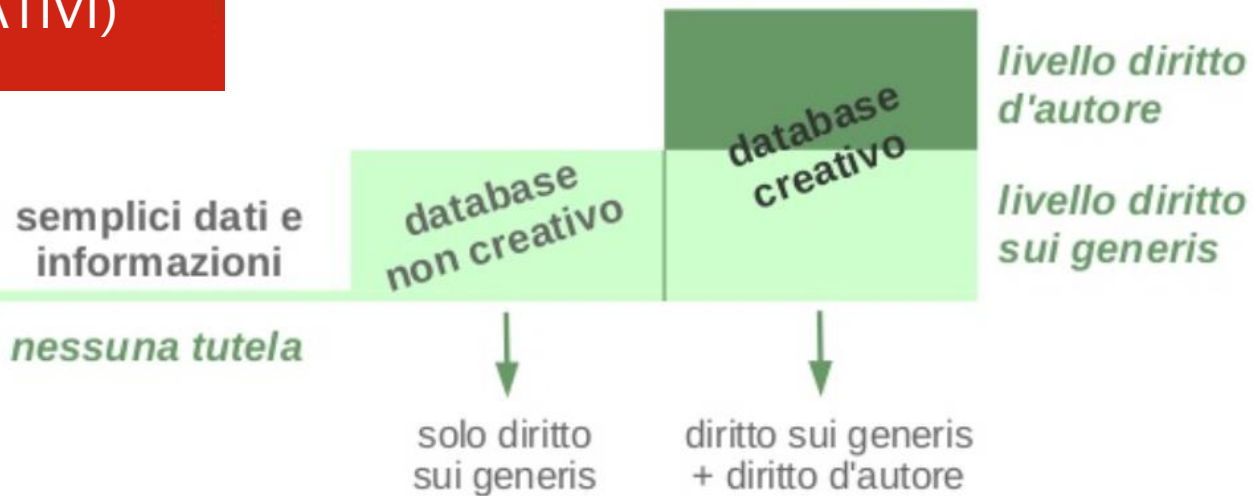 ATIVI)
livello diritto
d'autore
database
creativo
livello diritto
sui generis
database
non creativo
semplici dati e
informazioni
nessuna tutela
solo diritto
sui generis
diritto sui generis
+ diritto d'autore